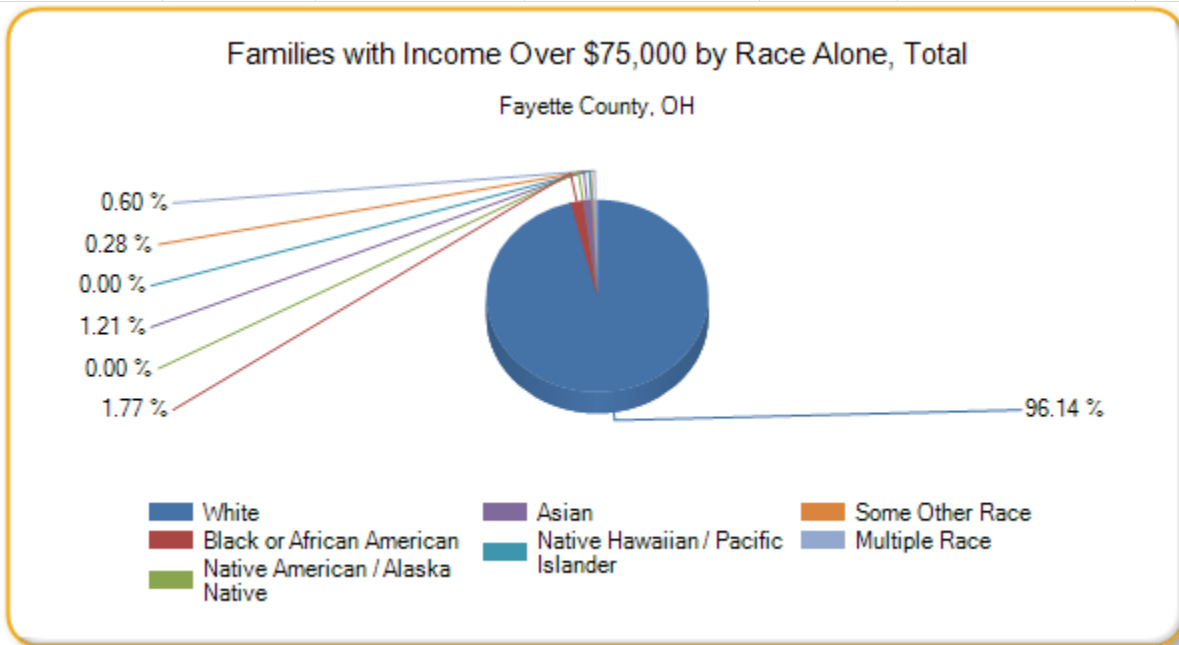 Families with Income Over $75,000 by Race Alone, Total
Fayette County, OH
0.60 %
0.28 %
0.00 %
1.21 %
0.00 %
1.77 %
96.14 %
White
Black or African American
Native American / Alaska
Native
Asian
Native Hawaiian / Pacific
Islander
Some Other Race
Multiple Race